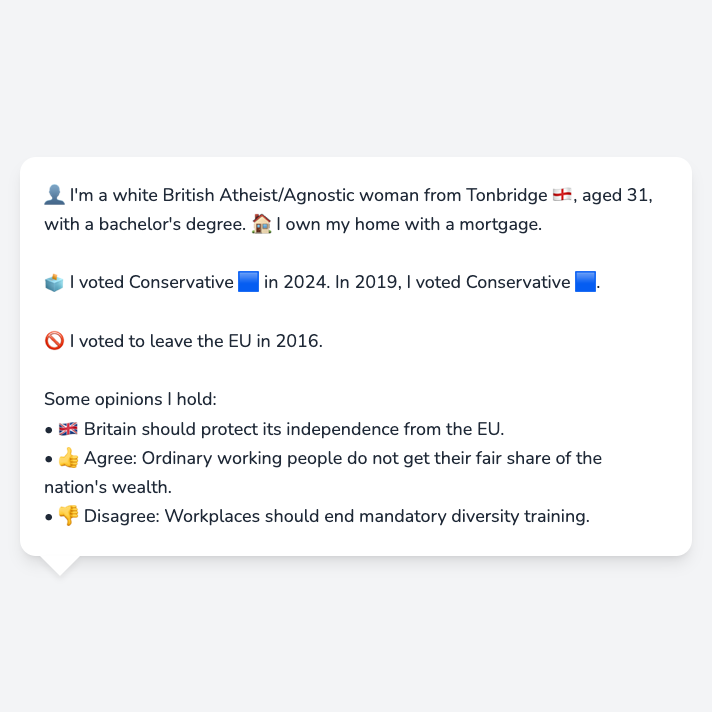 👤 I'm a white British Atheist/Agnostic woman from Tonbridge 🏴󠁧󠁢󠁥󠁮󠁧󠁿, aged 31,
with a bachelor's degree. 🏠 I own my home with a mortgage.
🗳️ I voted Conservative 🟦 in 2024. In 2019, I voted Conservative 🟦.
🚫 I voted to leave the EU in 2016.
Some opinions I hold:
• 🇬🇧 Britain should protect its independence from the EU.
• 👍 Agree: Ordinary working people do not get their fair share of the
nation's wealth.
• 👎 Disagree: Workplaces should end mandatory diversity training.